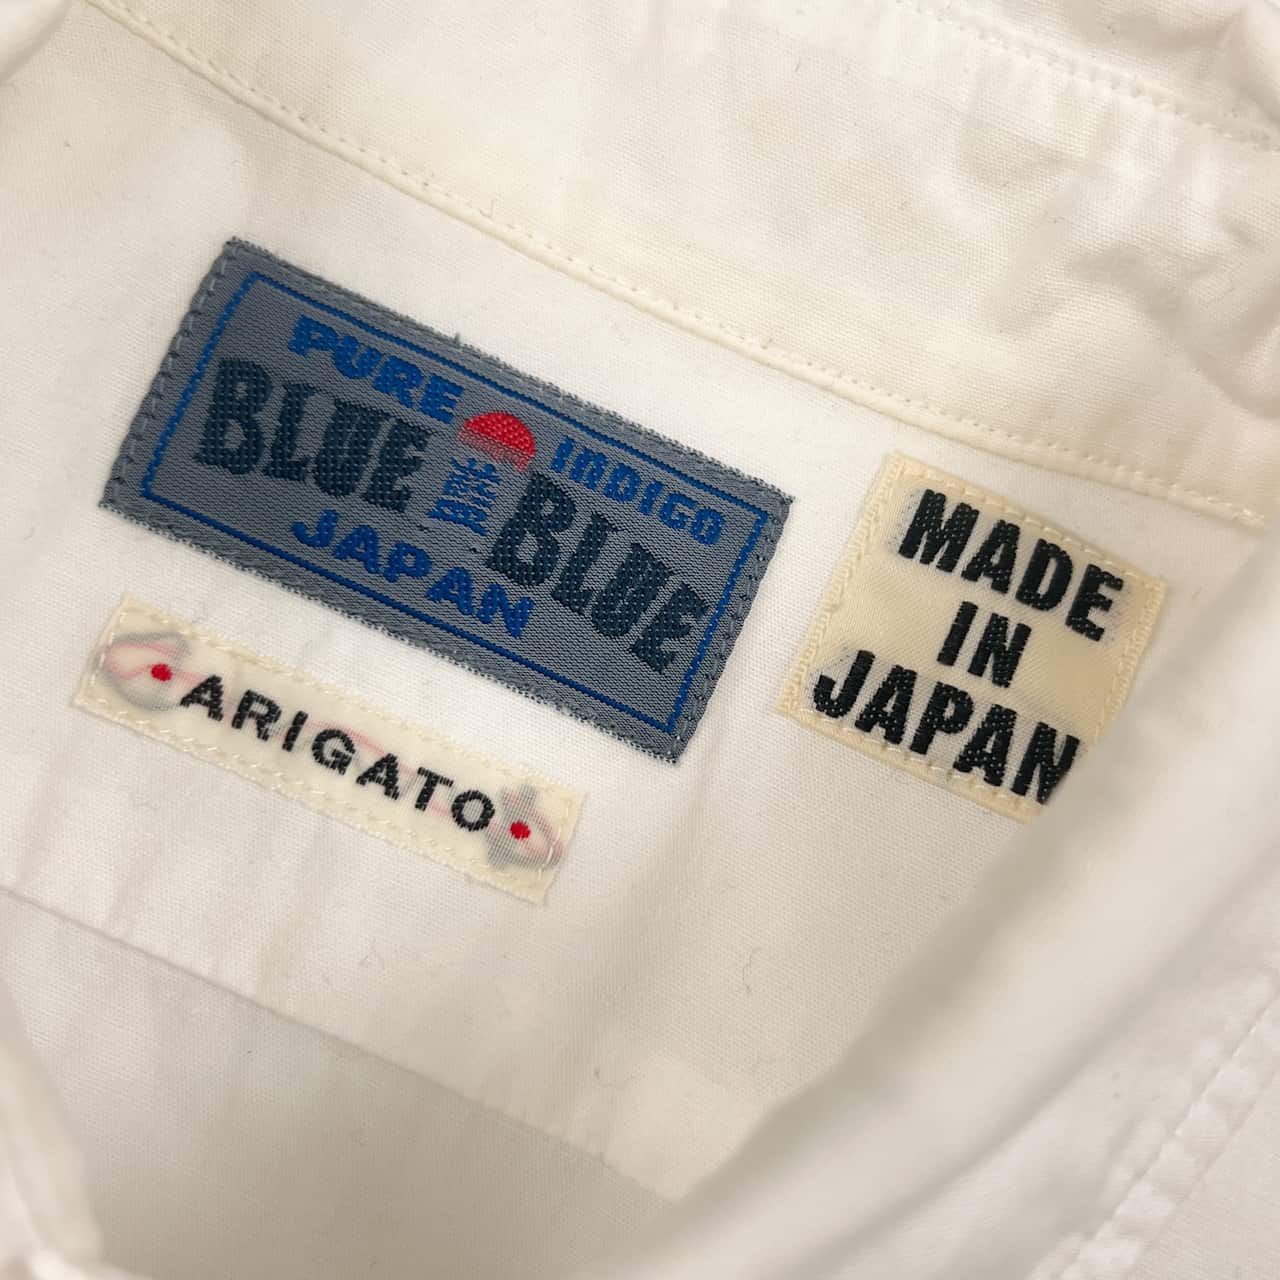 PURE INDIGO
BLUE BLUE
JAPAN
MADE
IN
JAPAN
ARIGATO